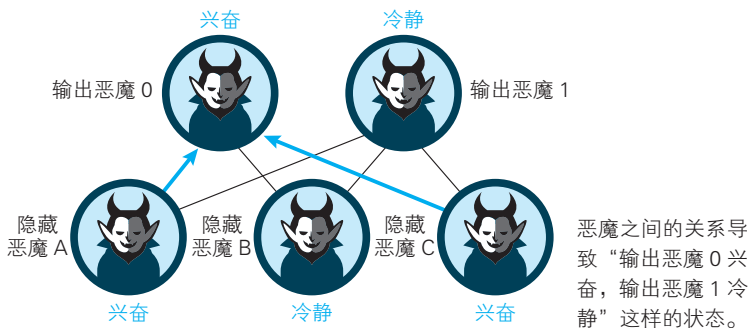 兴奋
冷静
输出恶魔 0
输出恶魔 1
隐藏
恶魔 A
隐藏
恶魔 B
隐藏
恶魔 C
兴奋
冷静
兴奋
恶魔之间的关系导
致“输出恶魔 0 兴
奋，输出恶魔 1 冷
静”这样的状态。